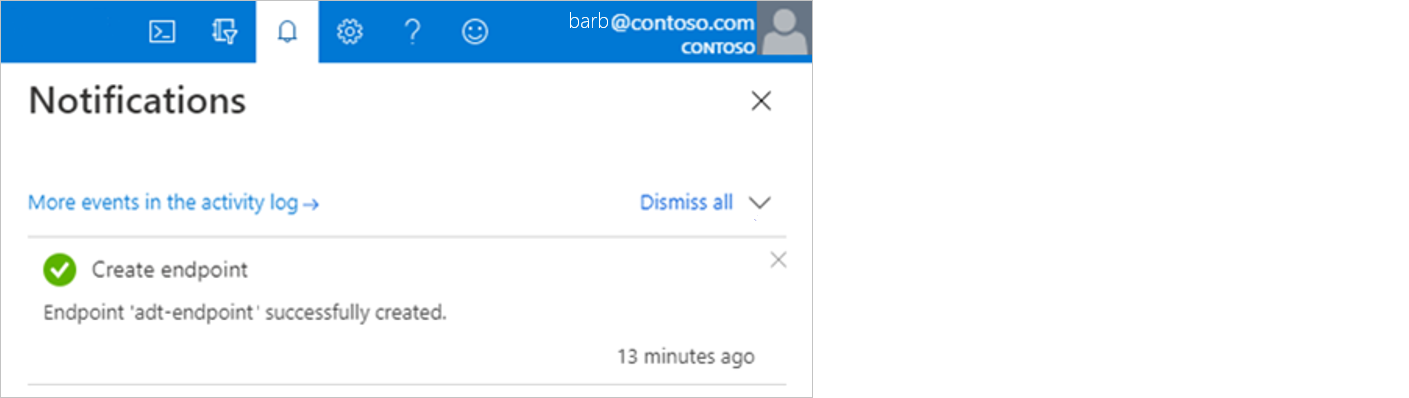 barb@contoso.com
CONTOSO
Notifications
More events in the activity log→
Dismiss all
Create endpoint
Endpoint 'adt-endpoint' successfully created.
13 minutes ago